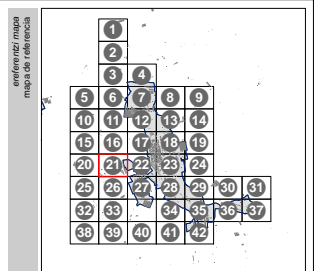 ereferentzi mapa
mapa de referencia
1
2
3 4
5 6 7 8 9
10 11 12 13 14
15 16 17 18 19
20 21 22 23 24
25 26 27 28 29 30 31
32 33 34 35 36 37
38 39 40 41 42